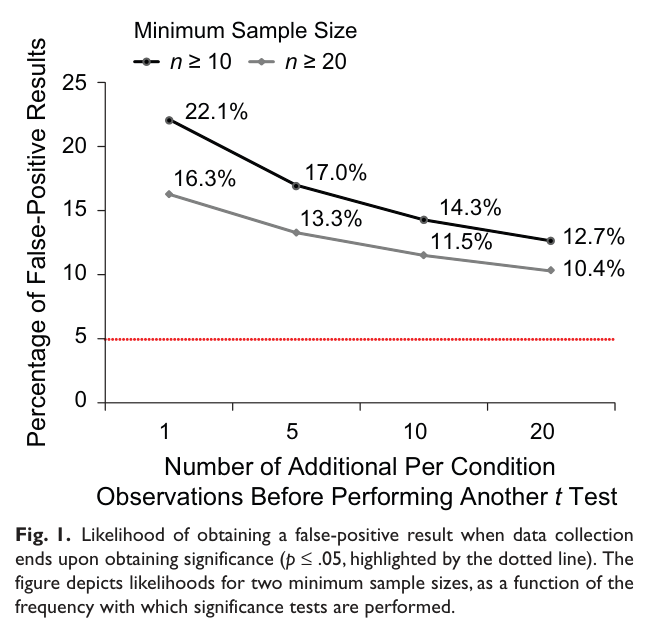 Minimum Sample Size
n ≥ 10 n ≥ 20
Percentage of False-Positive Results
25
20
15
10
5
0
22.1%
17.0%
14.3%
12.7%
16.3%
13.3%
11.5%
10.4%
1 5 10 20
Number of Additional Per Condition
Observations Before Performing Another t Test
Fig. 1. Likelihood of obtaining a false-positive result when data collection
ends upon obtaining significance (p ≤ .05, highlighted by the dotted line). The
figure depicts likelihoods for two minimum sample sizes, as a function of the
frequency with which significance tests are performed.